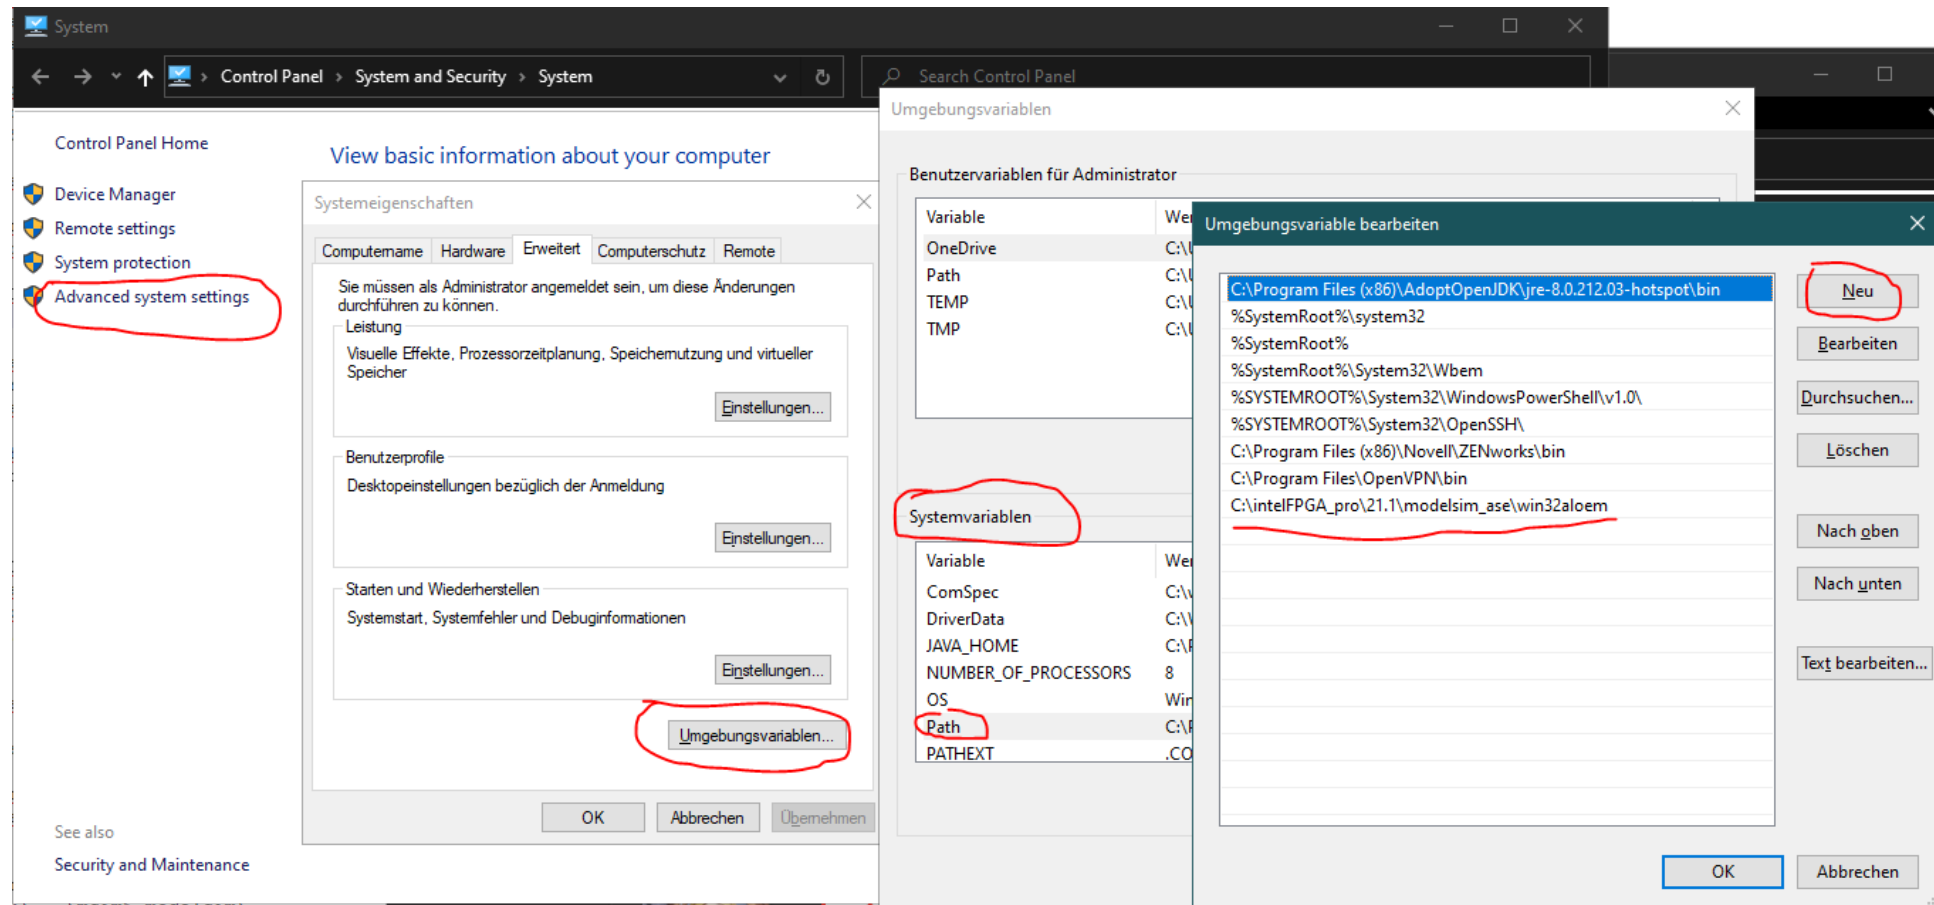 System
Control Panel › System and Security › System
Search Control Panel
Control Panel Home
Device Manager
Remote settings
System protection
Advanced system settings
See also
Security and Maintenance
View basic information about your computer
Systemeigenschaften
Computername Hardware Erweitert Computerschutz Remote
Sie müssen als Administrator angemeldet sein, um diese Änderungen
durchführen zu können.
Leistung
Visuelle Effekte, Prozessorzeitplanung, Speichernutzung und virtueller
Speicher
Einstellungen...
Benutzerprofile
Desktopeinstellungen bezüglich der Anmeldung
Einstellungen...
Starten und Wiederherstellen
Systemstart, Systemfehler und Debuginformationen
Einstellungen...
Umgebungsvariablen...
OK Abbrechen Übernehmen
Umgebungsvariablen
Benutzervariablen für Administrator
Variable
OneDrive
Path
TEMP
TMP
Systemvariablen
Variable
ComSpec
DriverData
JAVA_HOME
NUMBER_OF_PROCESSORS 8
OS
Path
PATHEXT
Umgebungsvariable bearbeiten
C:\Program Files (x86)\AdoptOpenJDK\jre-8.0.212.03-hotspot\bin
%SystemRoot%\system32
%SystemRoot%
%SystemRoot%\System32\Wbem
%SYSTEMROOT%\System32\WindowsPowerShell\v1.0\
%SYSTEMROOT%\System32\OpenSSH\
C:\Program Files (x86)\Novell\ZENworks\bin
C:\Program Files\OpenVPN\bin
C:\intelFPGA_pro\21.1\modelsim_ase\win32aloem
Neu
Bearbeiten
Durchsuchen...
Löschen
Nach oben
Nach unten
Text bearbeiten...
OK Abbrechen